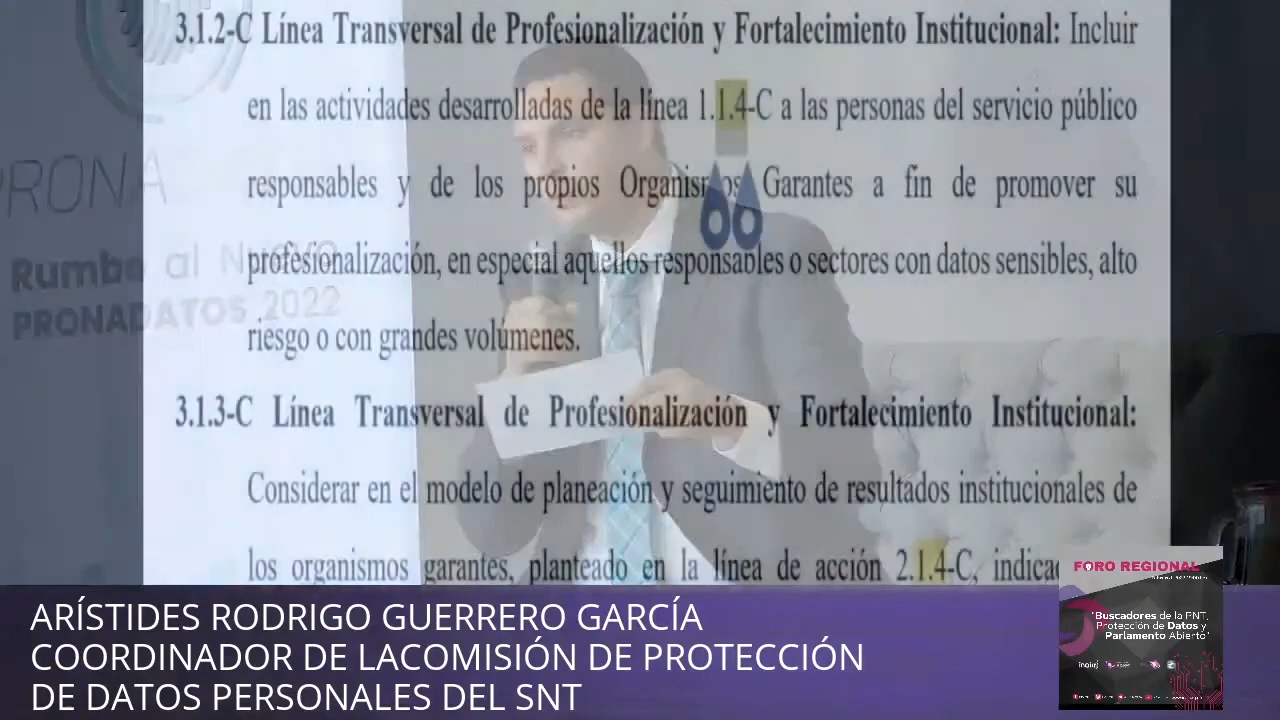 3.1.2-C Línea Transversal de Profesionalización y Fortalecimiento Institucional: Incluir
en las actividades desarrolladas de la línea 1.1.4-C a las personas del servicio público
responsables y de los propios Organismos Garantes a fin de promover su
profesionalización, en especial aquellos responsables o sectores con datos sensibles, alto
riesgo o con grandes volúmenes.
3.1.3-C Línea Transversal de Profesionalización y Fortalecimiento Institucional:
Considerar en el modelo de planeación y seguimiento de resultados institucionales de
los organismos garantes, planteado en la línea de acción 2.1.4-C, indica
PRONA
Rumbo al Nuevo
PRONADATOS 2022
ARÍSTIDES RODRIGO GUERRERO GARCÍA
COORDINADOR DE LACOMISIÓN DE PROTECCIÓN
DE DATOS PERSONALES DEL SNT
FORO REGIONAL
"Buscadores de la PNT,
Protección de Datos y
Parlamento Abierto"